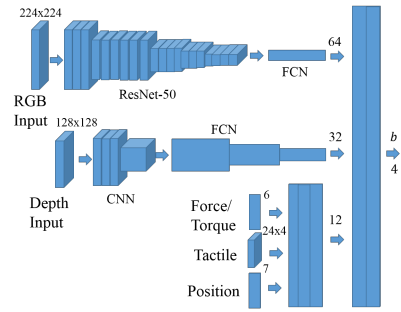 224x224
RGB
Input
ResNet-50
FCN
64
128x128
Depth
Input
CNN
FCN
32
b
4
Force/
Torque
6
Tactile
24x4
Position
7
12